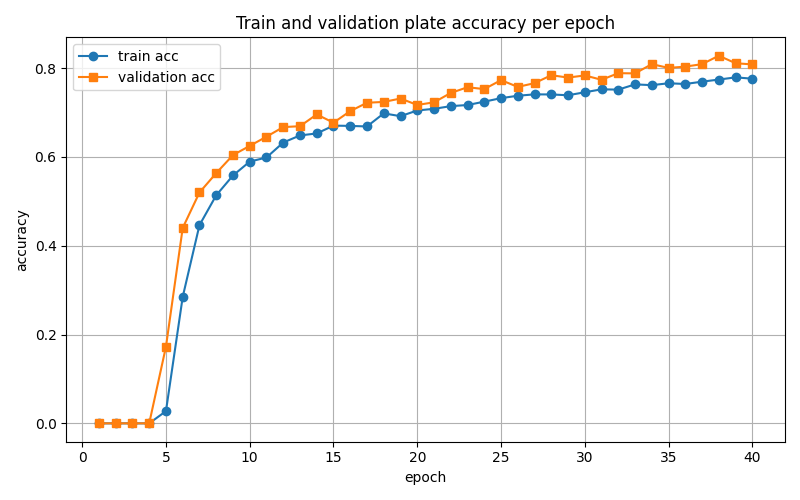 Train and validation plate accuracy per epoch
train acc
validation acc
accuracy
0.8
0.6
0.4
0.2
0.0
0 5 10 15 20 25 30 35 40
epoch